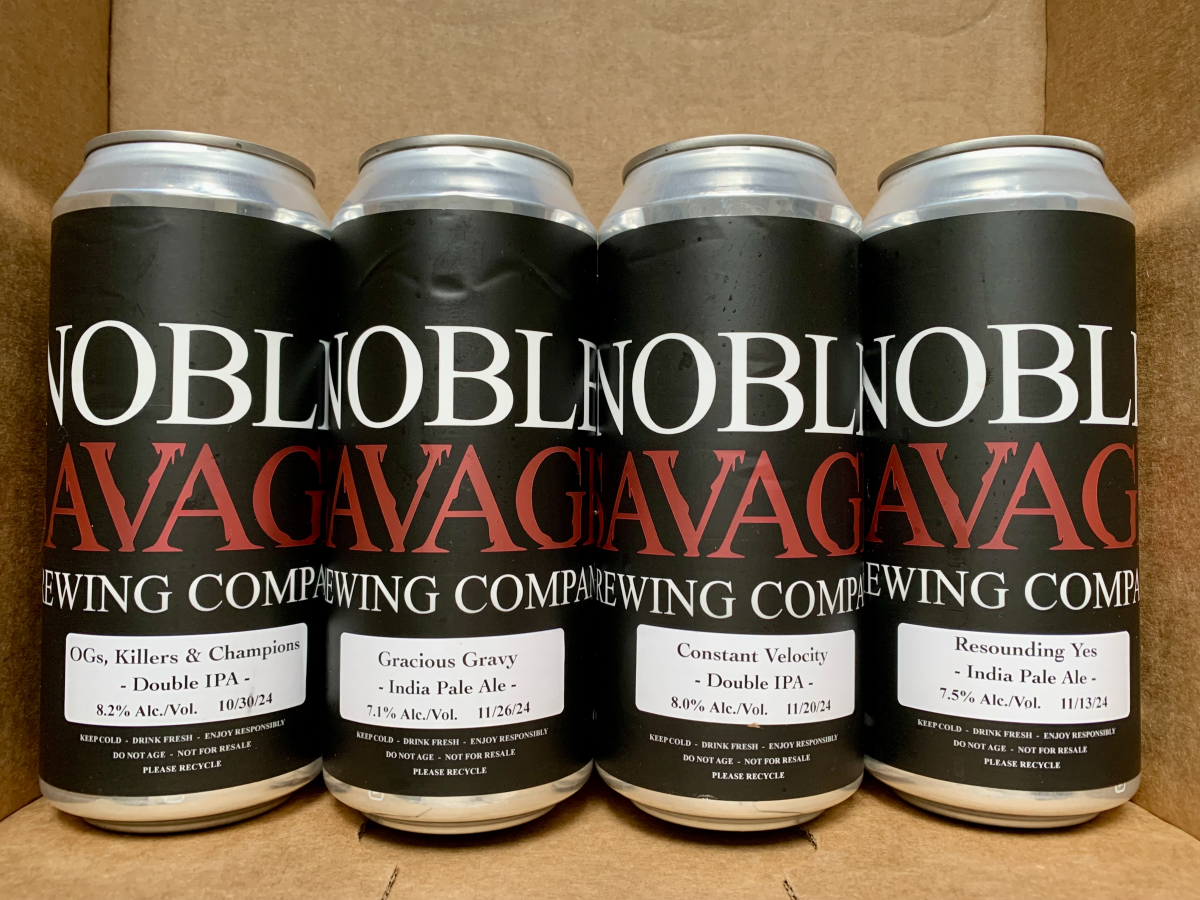 NOBL
AVAG
EWING COMPA
OGs, Killers & Champions
- Double IPA -
8.2% Alc./Vol. 10/30/24
KEEP COLD - DRINK FRESH - ENJOY RESPONSIBLY
DO NOT AGE - NOT FOR RESALE
PLEASE RECYCLE
NOBLE
AVAG
EWING COMPAN
Gracious Gravy
- India Pale Ale -
7.1% Alc./Vol. 11/26/24
KEEP COLD - DRINK FRESH - ENJOY RESPONSIBLY
DO NOT AGE - NOT FOR RESALE
PLEASE RECYCLE
NOBL
SAVAG
REWING COMPA
Constant Velocity
- Double IPA -
8.0% Alc./Vol. 11/20/24
KEEP COLD - DRINK FRESH - ENJOY RESPONSIBLY
DO NOT AGE - NOT FOR RESALE
PLEASE RECYCLE
NOBL
AVAG
EWING COMPA
Resounding Yes
- India Pale Ale -
7.5% Alc./Vol. 11/13/24
KEEP COLD - DRINK FRESH - ENJOY RESPONSIBLY
DO NOT AGE - NOT FOR RESALE
PLEASE RECYCLE